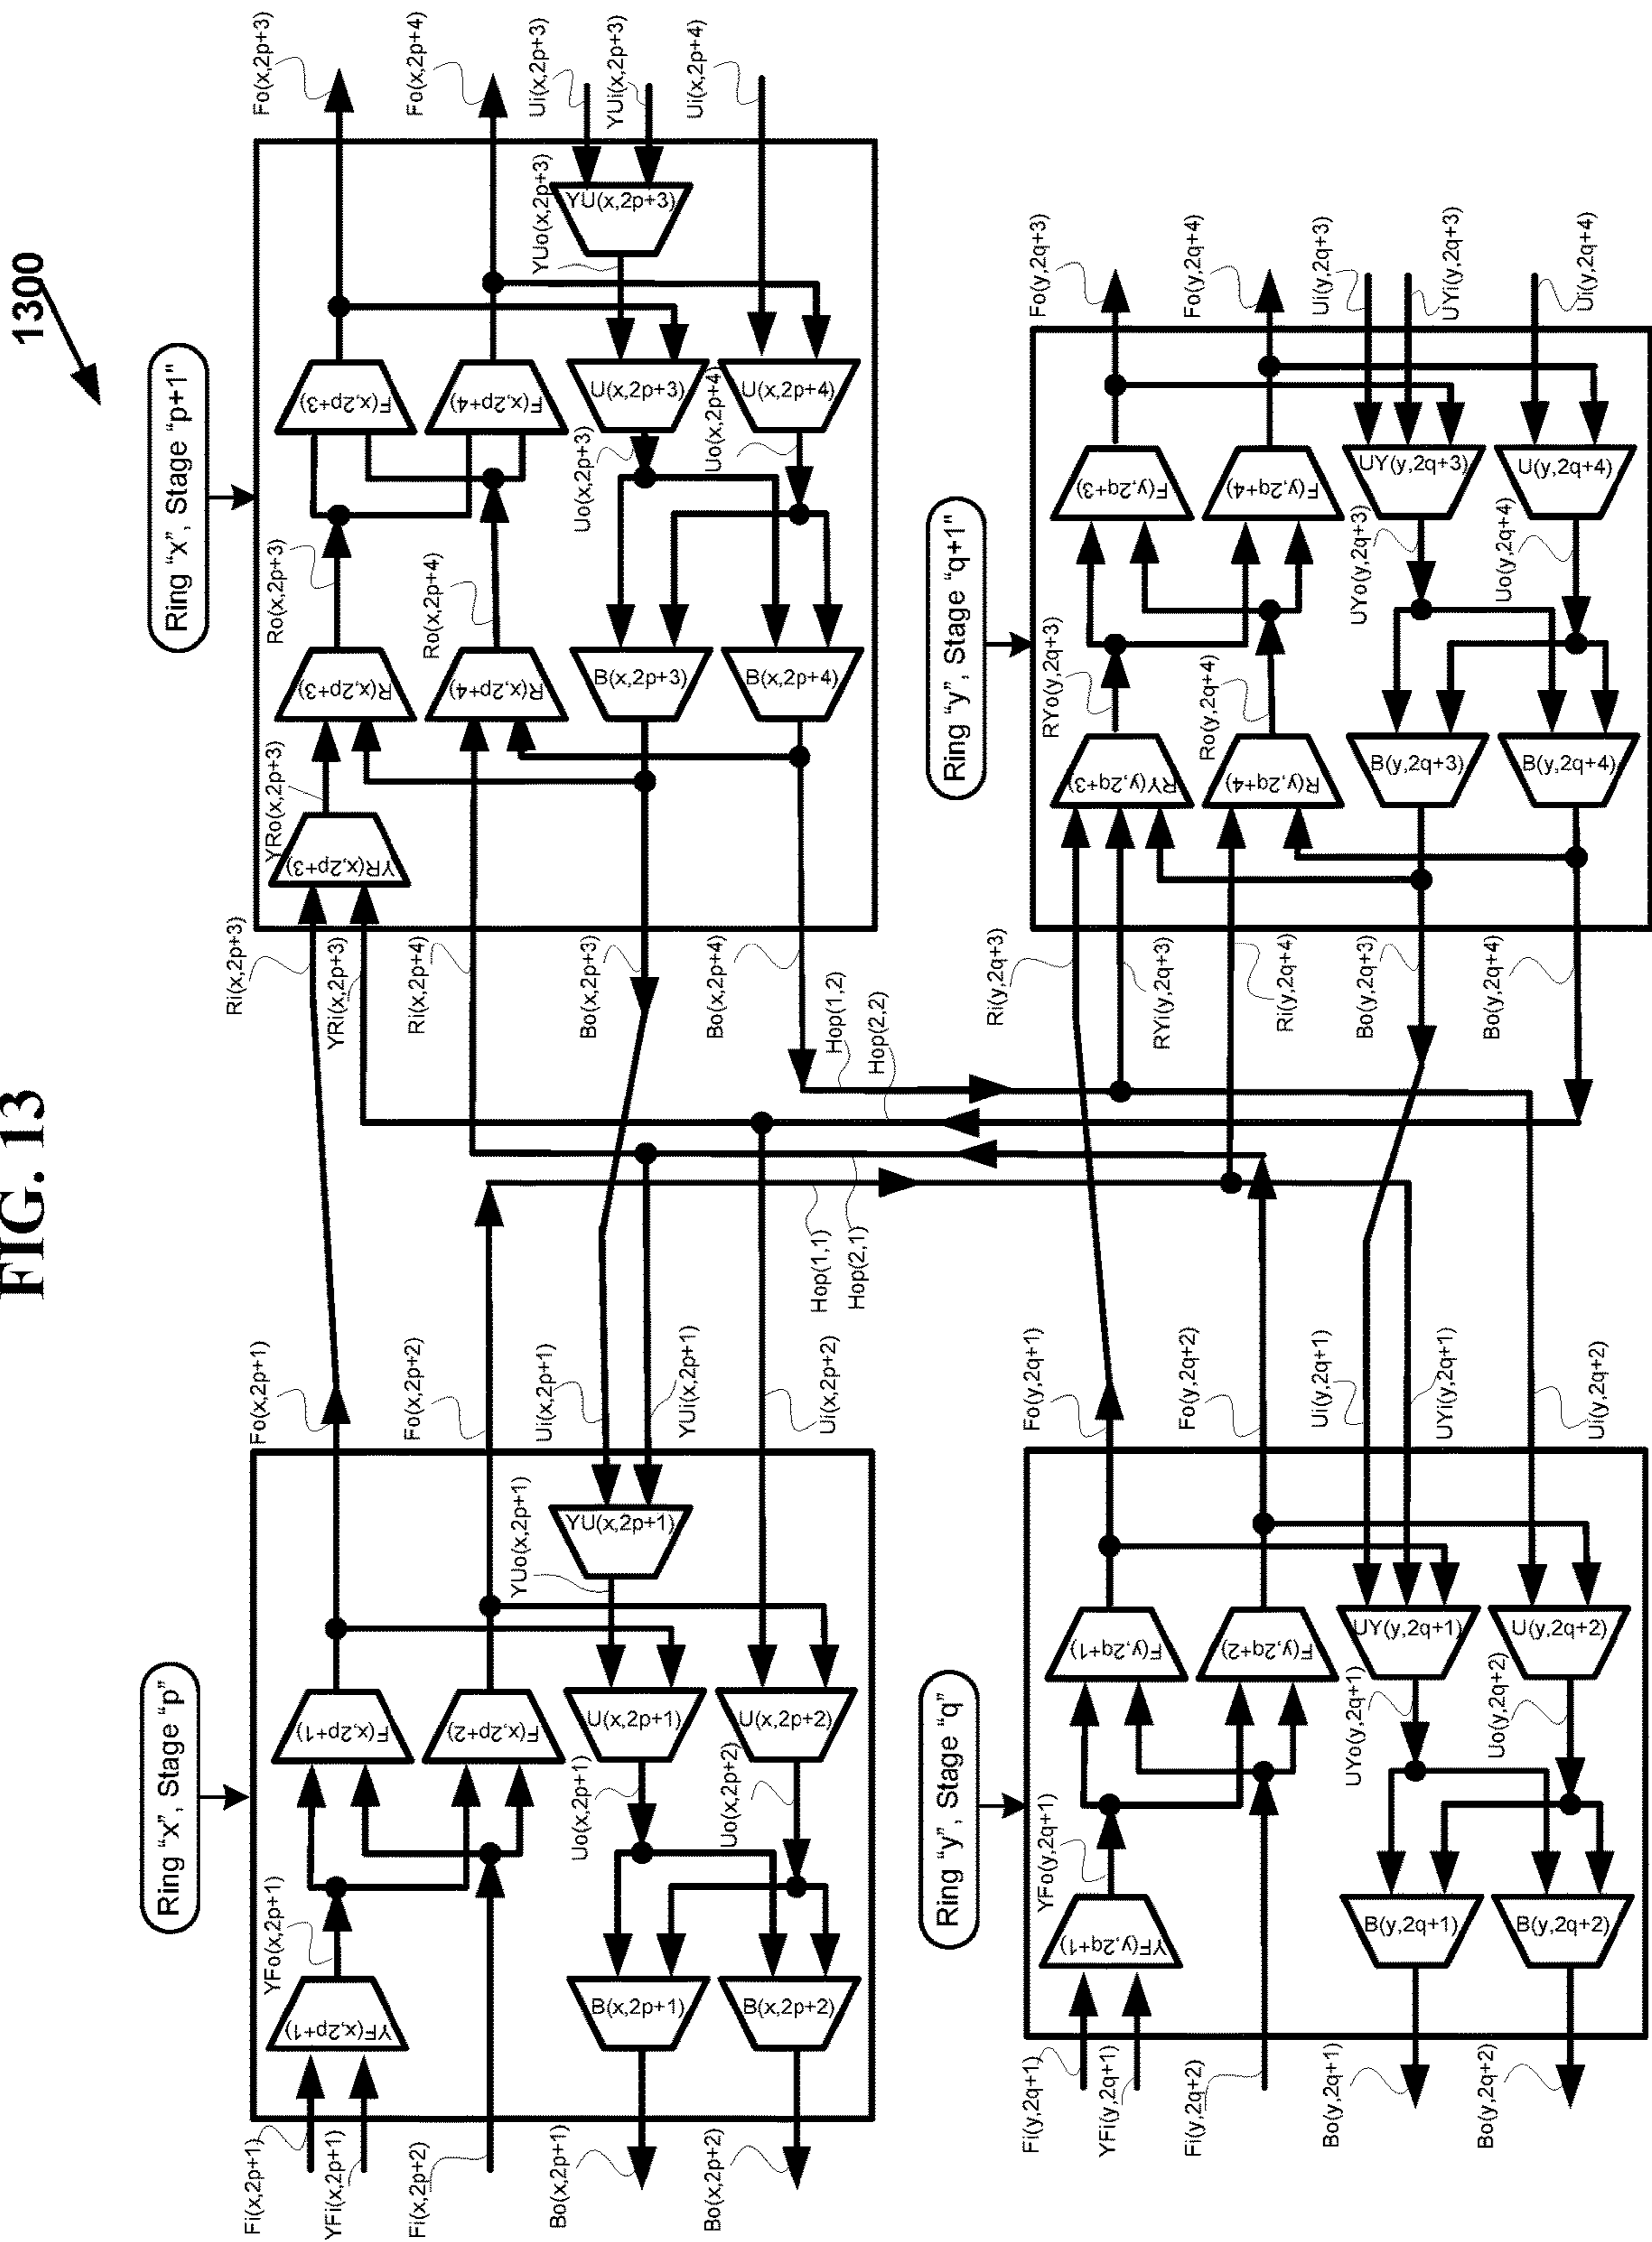 FIG. 13
1300
Ring "x", Stage "p"
Fi(x,2p+1)
YFi(x,2p+1)
Fi(x,2p+2)
Bo(x,2p+1)
Bo(x,2p+2)
YF(x,2p+1)
YFo(x,2p+1)
F(x,2p+1)
F(x,2p+2)
U(x,2p+1)
U(x,2p+2)
Uo(x,2p+1)
Uo(x,2p+2)
B(x,2p+1)
B(x,2p+2)
YU(x,2p+1)
YUo(x,2p+1)
Fo(x,2p+1)
Fo(x,2p+2)
Ui(x,2p+1)
YUi(x,2p+1)
Ui(x,2p+2)
Ring "x", Stage "p+1"
Ri(x,2p+3)
YRi(x,2p+3)
Ri(x,2p+4)
Bo(x,2p+3)
Bo(x,2p+4)
YR(x,2p+3)
YRo(x,2p+3)
R(x,2p+3)
R(x,2p+4)
Ro(x,2p+3)
Ro(x,2p+4)
F(x,2p+3)
F(x,2p+4)
U(x,2p+3)
U(x,2p+4)
Uo(x,2p+3)
Uo(x,2p+4)
B(x,2p+3)
B(x,2p+4)
YU(x,2p+3)
YUo(x,2p+3)
Fo(x,2p+3)
Fo(x,2p+4)
Ui(x,2p+3)
YUi(x,2p+3)
Ui(x,2p+4)
Hop(1,1)
Hop(2,1)
Hop(1,2)
Hop(2,2)
Ring "y", Stage "q"
Fi(y,2q+1)
YFi(y,2q+1)
Fi(y,2q+2)
Bo(y,2q+1)
Bo(y,2q+2)
YF(y,2q+1)
YFo(y,2q+1)
F(y,2q+1)
F(y,2q+2)
UY(y,2q+1)
U(y,2q+2)
UYo(y,2q+1)
Uo(y,2q+2)
B(y,2q+1)
B(y,2q+2)
Fo(y,2q+1)
Fo(y,2q+2)
Ui(y,2q+1)
UYi(y,2q+1)
Ui(y,2q+2)
Ring "y", Stage "q+1"
Ri(y,2q+3)
RYi(y,2q+3)
Ri(y,2q+4)
Bo(y,2q+3)
Bo(y,2q+4)
RY(y,2q+3)
R(y,2q+4)
RYo(y,2q+3)
Ro(y,2q+4)
F(y,2q+3)
F(y,2q+4)
UY(y,2q+3)
U(y,2q+4)
UYo(y,2q+3)
Uo(y,2q+4)
B(y,2q+3)
B(y,2q+4)
Fo(y,2q+3)
Fo(y,2q+4)
Ui(y,2q+3)
UYi(y,2q+3)
Ui(y,2q+4)